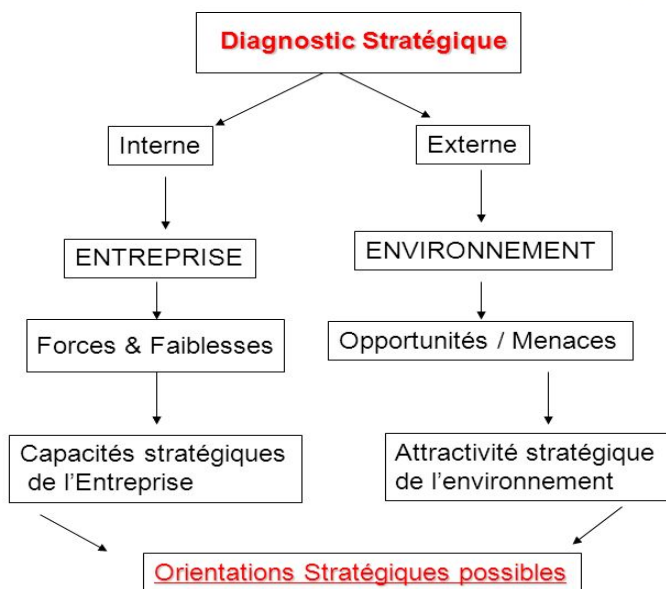 Diagnostic Stratégique
Interne
Externe
ENTREPRISE
ENVIRONNEMENT
Forces & Faiblesses
Opportunités / Menaces
Capacités stratégiques
de l’Entreprise
Attractivité stratégique
de l’environnement
Orientations Stratégiques possibles